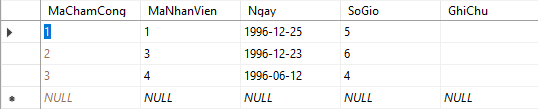 MaChamCong MaNhanVien Ngay SoGio GhiChu
1 1 1996-12-25 5
2 3 1996-12-23 6
3 4 1996-06-12 4
NULL NULL NULL NULL NULL